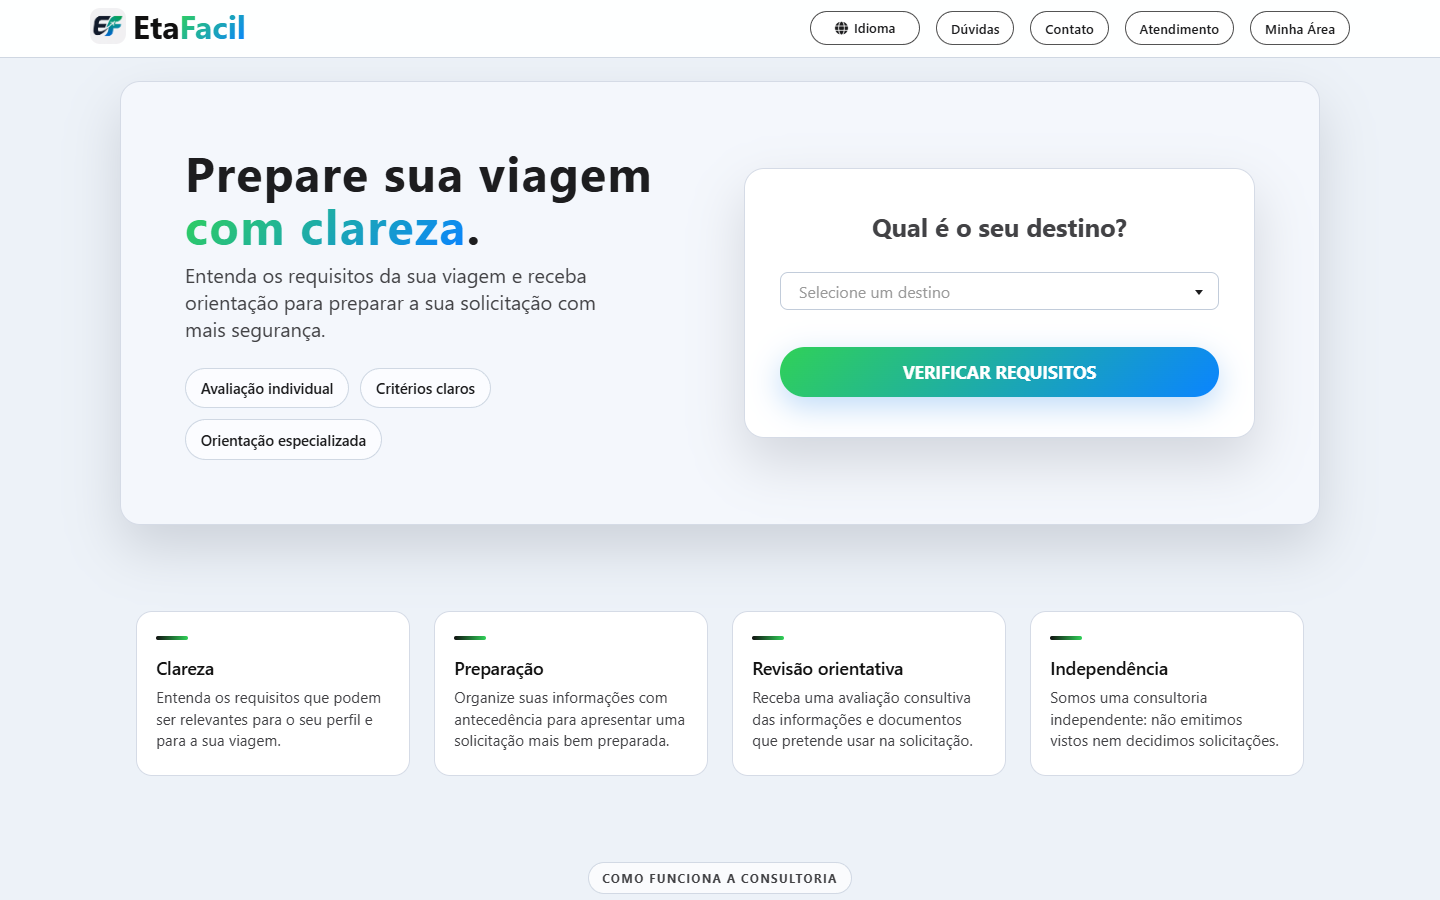 EtaFacil
Idioma
Dúvidas
Contato
Atendimento
Minha Área
Prepare sua viagem
com clareza.
Entenda os requisitos da sua viagem e receba
orientação para preparar a sua solicitação com
mais segurança.
Avaliação individual
Critérios claros
Orientação especializada
Qual é o seu destino?
Selecione um destino
VERIFICAR REQUISITOS
Clareza
Entenda os requisitos que podem
ser relevantes para o seu perfil e
para a sua viagem.
Preparação
Organize suas informações com
antecedência para apresentar uma
solicitação mais bem preparada.
Revisão orientativa
Receba uma avaliação consultiva
das informações e documentos
que pretende usar na solicitação.
Independência
Somos uma consultoria
independente: não emitimos
vistos nem decidimos solicitações.
COMO FUNCIONA A CONSULTORIA